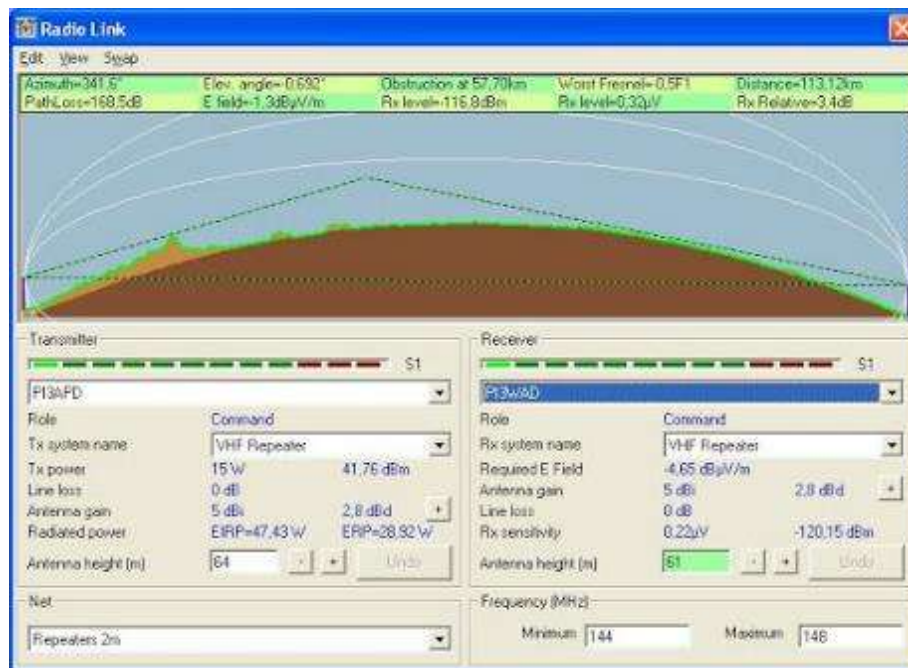 Radio Link
Edit View Swap
Azimuth=341,6° Elev. angle=-0.692° Obstruction at 57,70km Worst Fresnel=-0,5F1 Distance=113,12km
PathLoss=168,5dB E field=-1,3dBμV/m Rx level=-116,8dBm Rx level=0,32μV Rx Relative=3,4dB
Transmitter
S1
PI3APD
Role Command
Tx system name VHF Repeater
Tx power 15 W 41,76 dBm
Line loss 0 dB
Antenna gain 5 dBi 2,8 dBd +
Radiated power EIRP=47,43 W ERP=28,92 W
Antenna height (m) 64 - + Undo
Net
Repeaters 2m
Receiver
S1
PI3WAD
Role Command
Rx system name VHF Repeater
Required E Field -4,65 dBμV/m
Antenna gain 5 dBi 2,8 dBd +
Line loss 0 dB
Rx sensitivity 0,22μV -120,15 dBm
Antenna height (m) 61 - + Undo
Frequency (MHz)
Minimum 144 Maximum 146